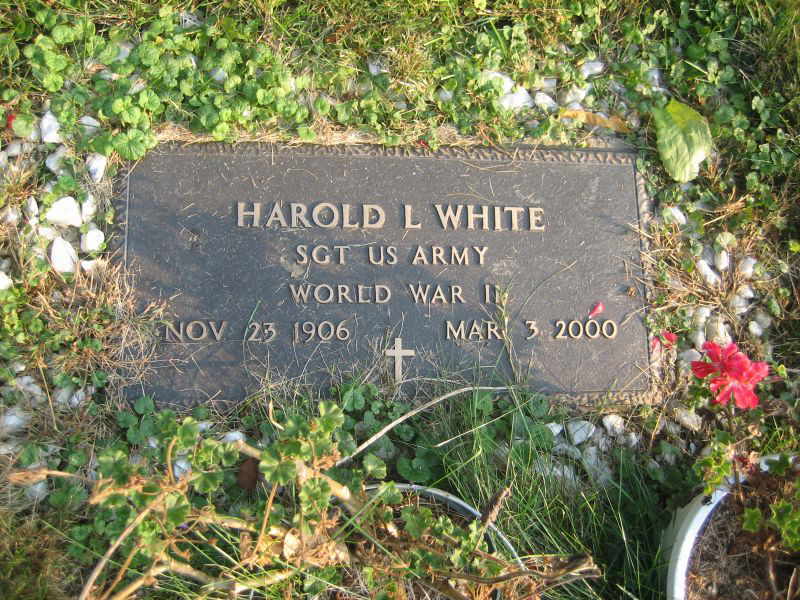 HAROLD L WHITE
SGT US ARMY
WORLD WAR II
NOV 23 1906 MAR 3 2000